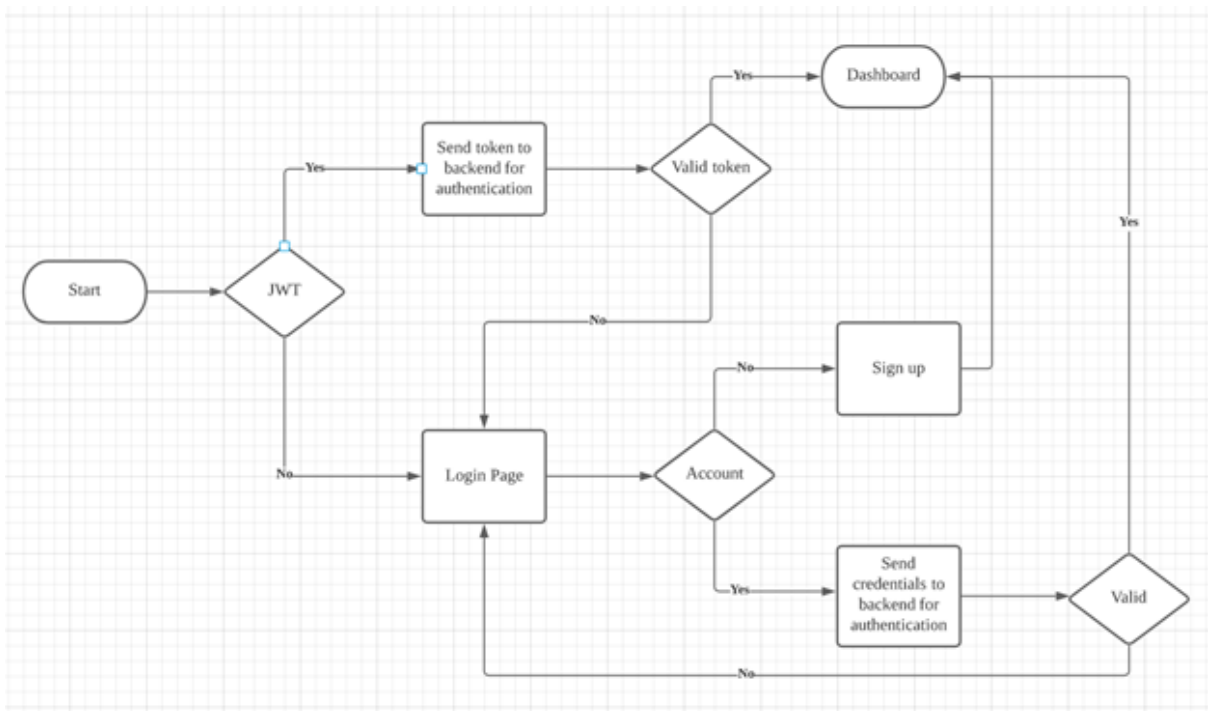 Yes
Dashboard
Send token to
backend for
authentication
Yes
Valid token
Yes
Start
JWT
No
No
Sign up
No
Login Page
Account
Yes
Send
credentials to
backend for
authentication
Valid
No